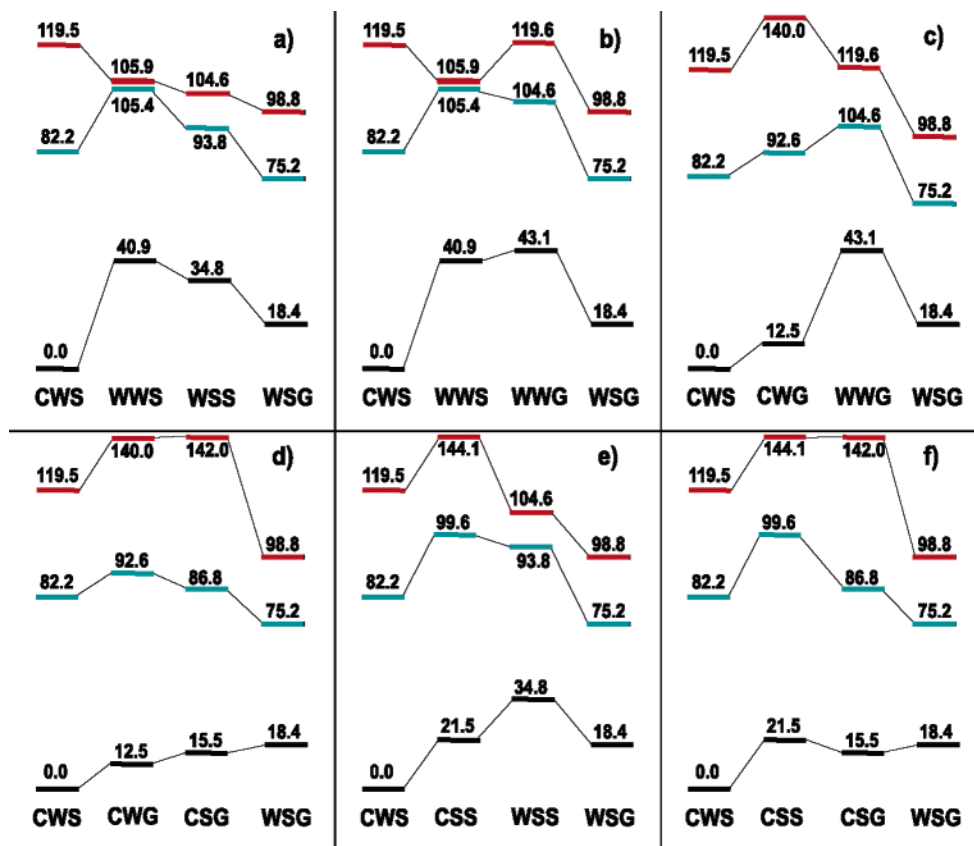 119.5 a)
105.9 104.6 98.8
105.4
82.2 93.8 75.2
40.9 34.8
18.4
0.0
CWS WWS WSS WSG
119.5 119.6 b)
105.9 98.8
105.4 104.6
82.2 75.2
40.9 43.1
18.4
0.0
CWS WWS WWG WSG
c)
119.5 140.0 119.6
98.8
82.2 92.6 104.6
75.2
43.1
18.4
0.0 12.5
CWS CWG WWG WSG
d)
119.5 140.0 142.0
98.8
82.2 92.6 86.8 75.2
0.0 12.5 15.5 18.4
CWS CWG CSG WSG
e)
119.5 144.1 104.6
98.8
99.6
82.2 93.8 75.2
34.8
21.5 18.4
0.0
CWS CSS WSS WSG
f)
119.5 144.1 142.0
98.8
99.6
82.2 86.8 75.2
21.5 15.5 18.4
0.0
CWS CSS CSG WSG